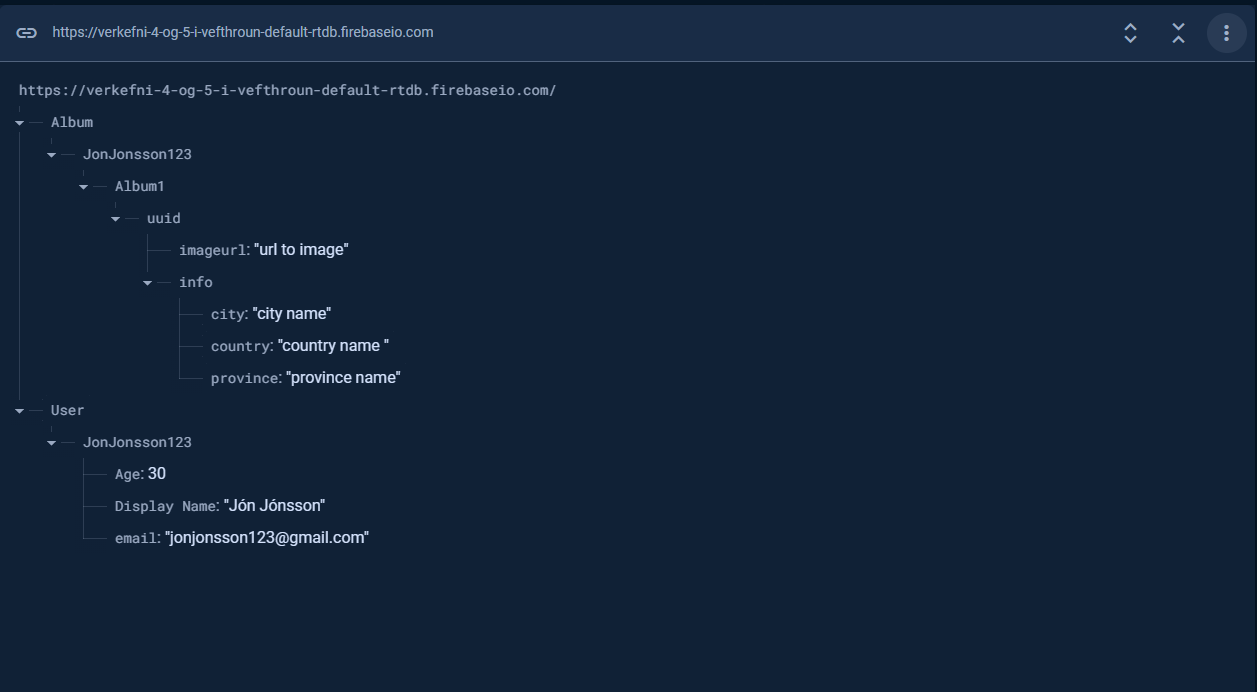 https://verkefni-4-og-5-i-vefthroun-default-rtdb.firebaseio.com
https://verkefni-4-og-5-i-vefthroun-default-rtdb.firebaseio.com/
Album
JonJonsson123
Album1
uuid
imageurl: "url to image"
info
city: "city name"
country: "country name "
province: "province name"
User
JonJonsson123
Age: 30
Display Name: "Jón Jónsson"
email: "jonjonsson123@gmail.com"